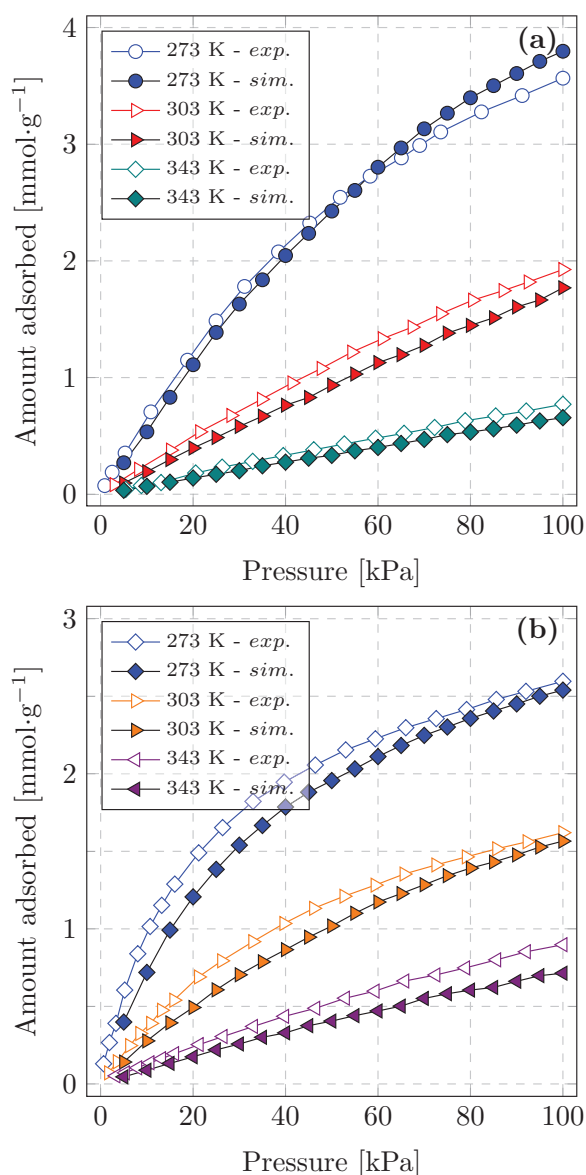 (a)
4
3
2
1
0
Amount adsorbed [mmol·g⁻¹]
273 K - exp.
273 K - sim.
303 K - exp.
303 K - sim.
343 K - exp.
343 K - sim.
0 20 40 60 80 100
Pressure [kPa]
(b)
3
2
1
0
Amount adsorbed [mmol·g⁻¹]
273 K - exp.
273 K - sim.
303 K - exp.
303 K - sim.
343 K - exp.
343 K - sim.
0 20 40 60 80 100
Pressure [kPa]